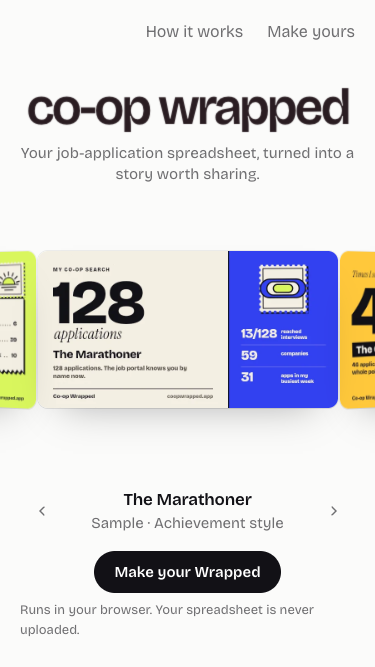 How it works Make yours
co-op wrapped
Your job-application spreadsheet, turned into a
story worth sharing.
MY CO-OP SEARCH
128
applications
The Marathoner
128 applications. The job portal knows you by
name now.
Co-op Wrapped coopwrapped.app
13/128 reached
interviews
59 companies
31 apps in my
busiest week
6
10
The Marathoner
Sample · Achievement style
Make your Wrapped
Runs in your browser. Your spreadsheet is never
uploaded.